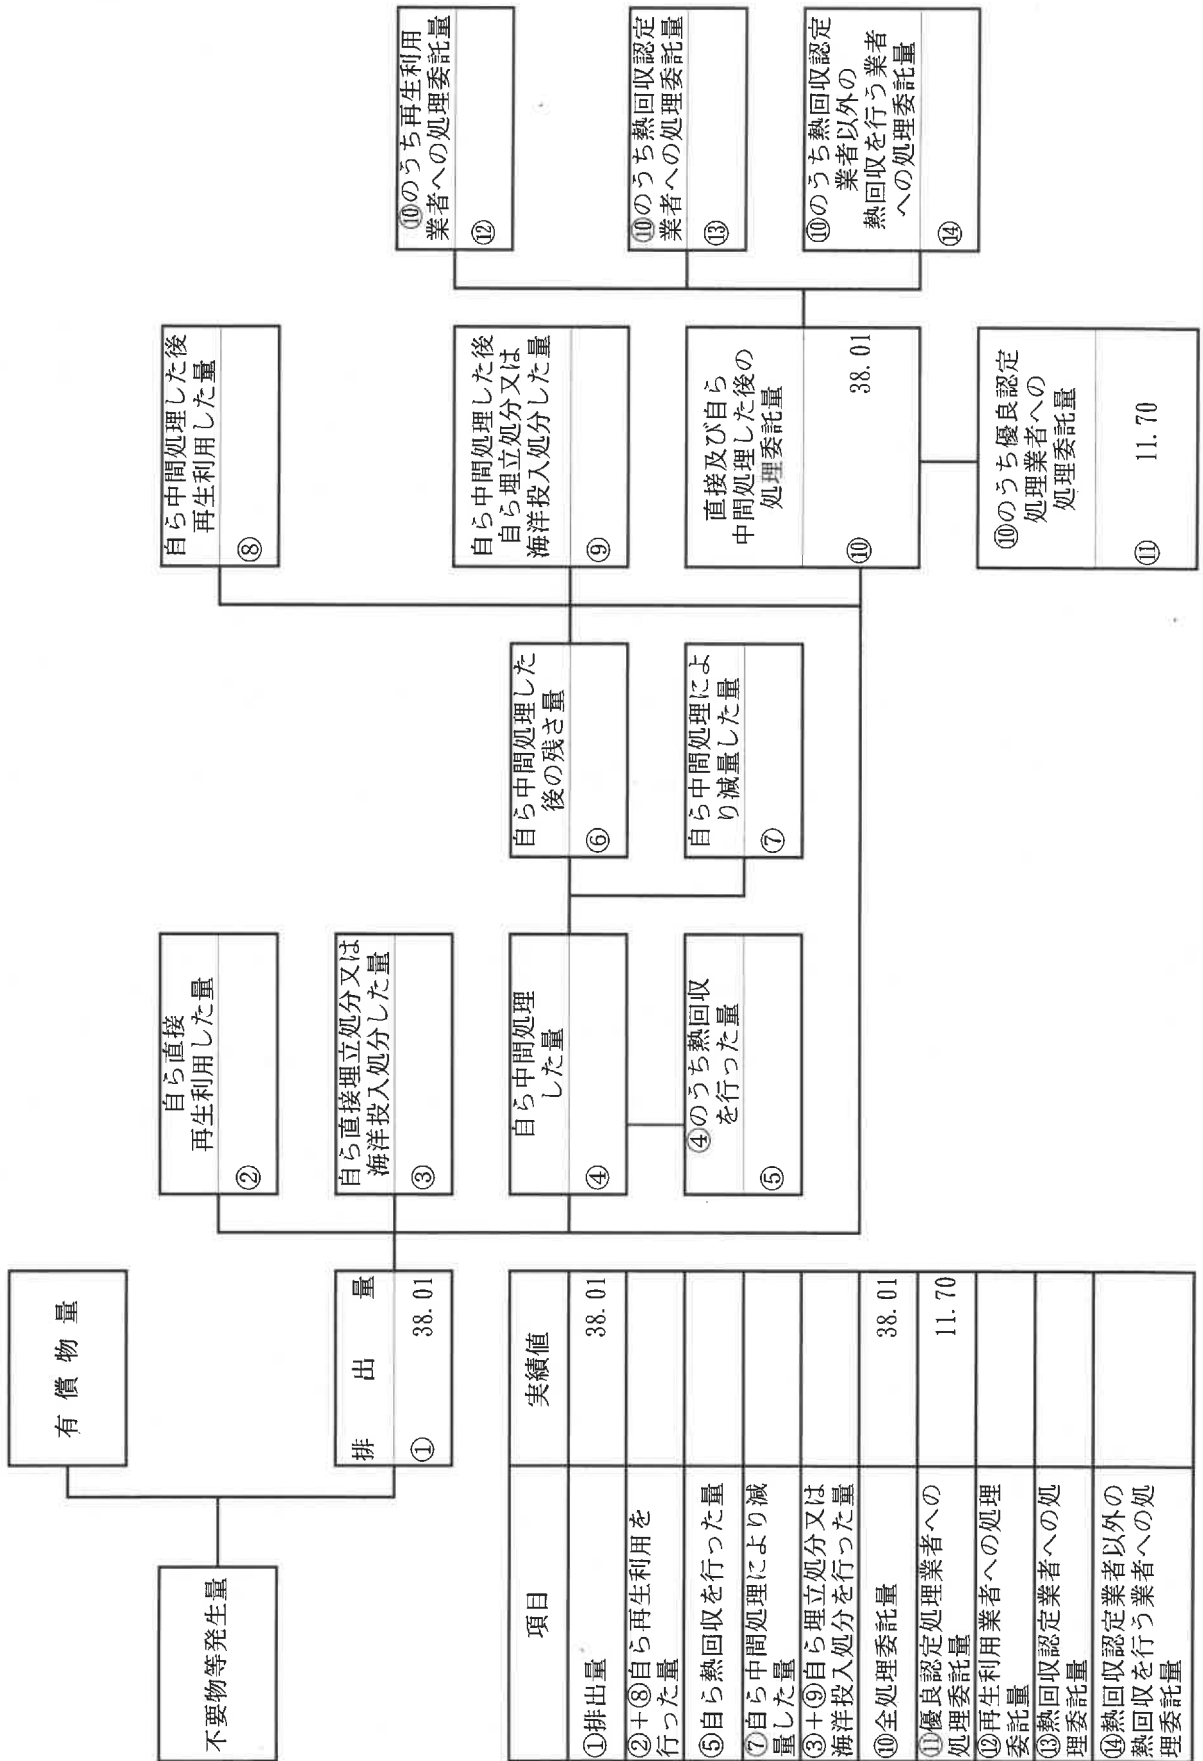 不要物等発生量
有償物量
排出量
①
38.01
自ら直接
再生利用した量
②
自ら直接埋立処分又は
海洋投入処分した量
③
自ら中間処理
した量
④
④のうち熱回収
を行った量
⑤
自ら中間処理した
後の残さ量
⑥
自ら中間処理によ
り減量した量
⑦
自ら中間処理した後
再生利用した量
⑧
自ら中間処理した後
自ら埋立処分又は
海洋投入処分した量
⑨
直接及び自ら
中間処理した後の
処理委託量
⑩
38.01
⑩のうち優良認定
処理業者への
処理委託量
⑪
11.70
⑩のうち再生利用
業者への処理委託量
⑫
⑩のうち熱回収認定
業者への処理委託量
⑬
⑩のうち熱回収認定
業者以外の
熱回収を行う業者
への処理委託量
⑭
項目
実績値
①排出量
38.01
②+⑧自ら再生利用を
行った量
⑤自ら熱回収を行った量
⑦自ら中間処理により減
量した量
③+⑨自ら埋立処分又は
海洋投入処分を行った量
⑩全処理委託量
38.01
⑪優良認定処理業者への
処理委託量
11.70
⑫再生利用業者への処理
委託量
⑬熱回収認定業者への処
理委託量
⑭熱回収認定業者以外の
熱回収を行う業者への処
理委託量